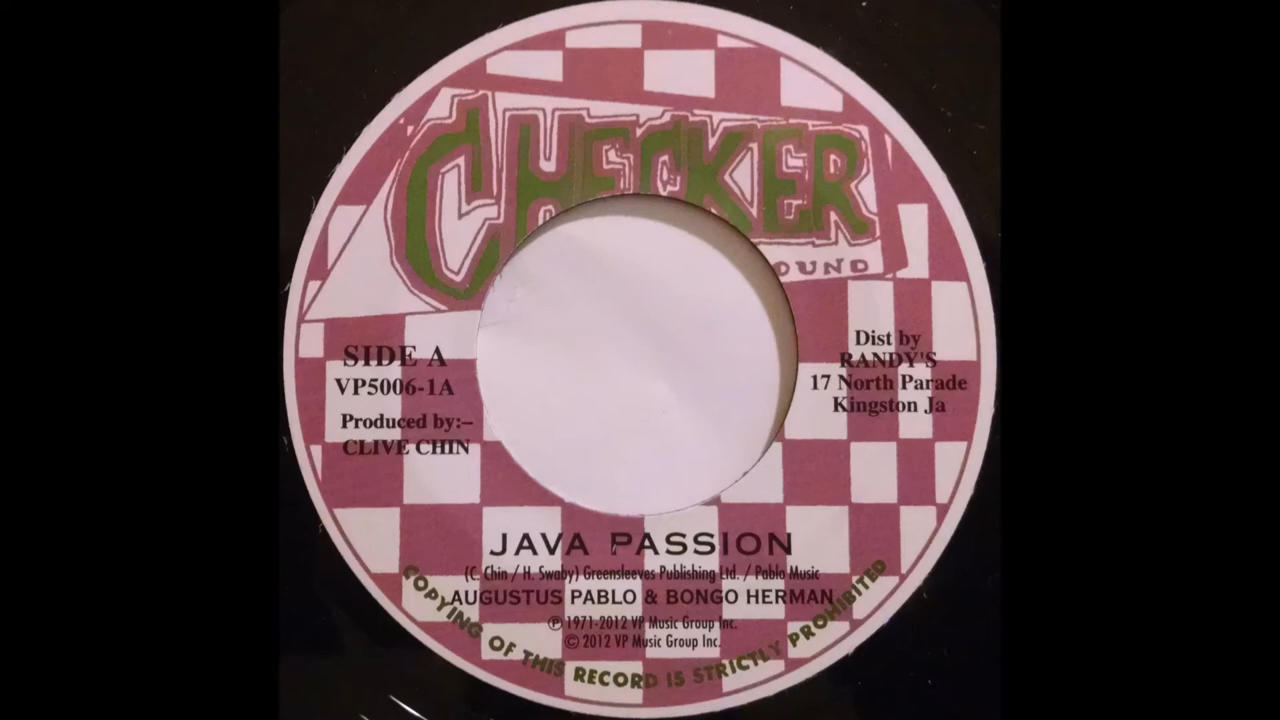 CHECKER
OUND
SIDE A
VP5006-1A
Produced by:–
CLIVE CHIN
Dist by
RANDY'S
17 North Parade
Kingston Ja
JAVA PASSION
(C. Chin / H. Swaby) Greensleeves Publishing Ltd. / Pablo Music
AUGUSTUS PABLO & BONGO HERMAN
℗ 1971-2012 VP Music Group Inc.
© 2012 VP Music Group Inc.
COPYING OF THIS RECORD IS STRICTLY PROHIBITED